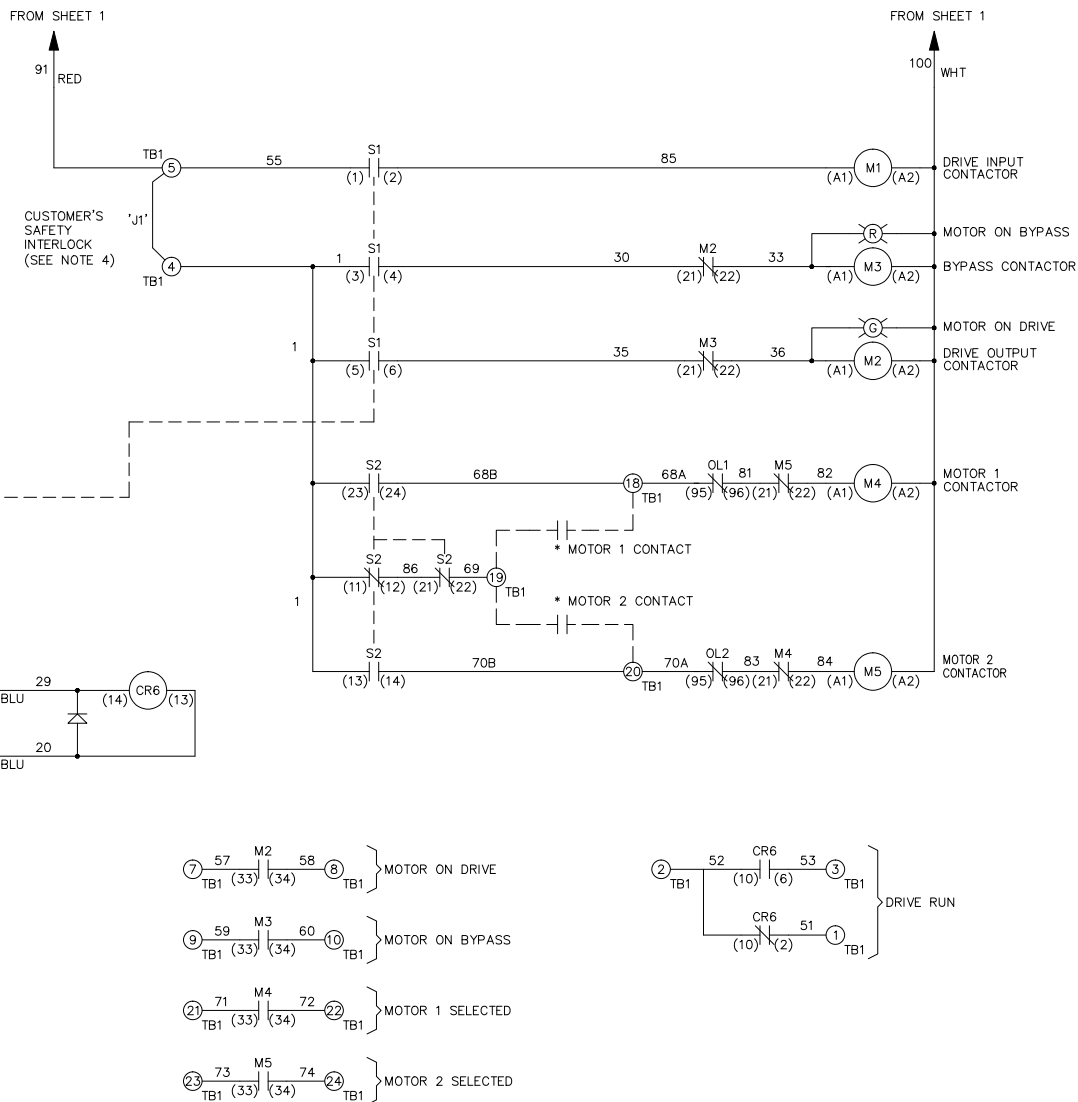 FROM SHEET 1
FROM SHEET 1
91
RED
100
WHT
TB1
5
55
S1
(1) (2)
85
M1
(A1) (A2)
DRIVE INPUT
CONTACTOR
CUSTOMER'S
SAFETY
INTERLOCK
(SEE NOTE 4)
'J1'
R
MOTOR ON BYPASS
4
TB1
1
S1
(3) (4)
30
M2
(21) (22)
33
M3
(A1) (A2)
BYPASS CONTACTOR
G
MOTOR ON DRIVE
1
S1
(5) (6)
35
M3
(21) (22)
36
M2
(A1) (A2)
DRIVE OUTPUT
CONTACTOR
S2
(23) (24)
68B
18
TB1
68A
OL1
(95) (96)
81
M5
(21) (22)
82
M4
(A1) (A2)
MOTOR 1
CONTACTOR
* MOTOR 1 CONTACT
S2
(11) (12)
86
S2
(21) (22)
69
19
TB1
* MOTOR 2 CONTACT
1
S2
(13) (14)
70B
20
TB1
70A
OL2
(95) (96)
83
M4
(21) (22)
84
M5
(A1) (A2)
MOTOR 2
CONTACTOR
29
BLU
(14)
CR6
(13)
20
BLU
7
TB1
57
M2
(33) (34)
58
8
TB1
MOTOR ON DRIVE
9
TB1
59
M3
(33) (34)
60
10
TB1
MOTOR ON BYPASS
21
TB1
71
M4
(33) (34)
72
22
TB1
MOTOR 1 SELECTED
23
TB1
73
M5
(33) (34)
74
24
TB1
MOTOR 2 SELECTED
2
TB1
52
CR6
(10) (6)
53
3
TB1
CR6
(10) (2)
51
1
TB1
DRIVE RUN